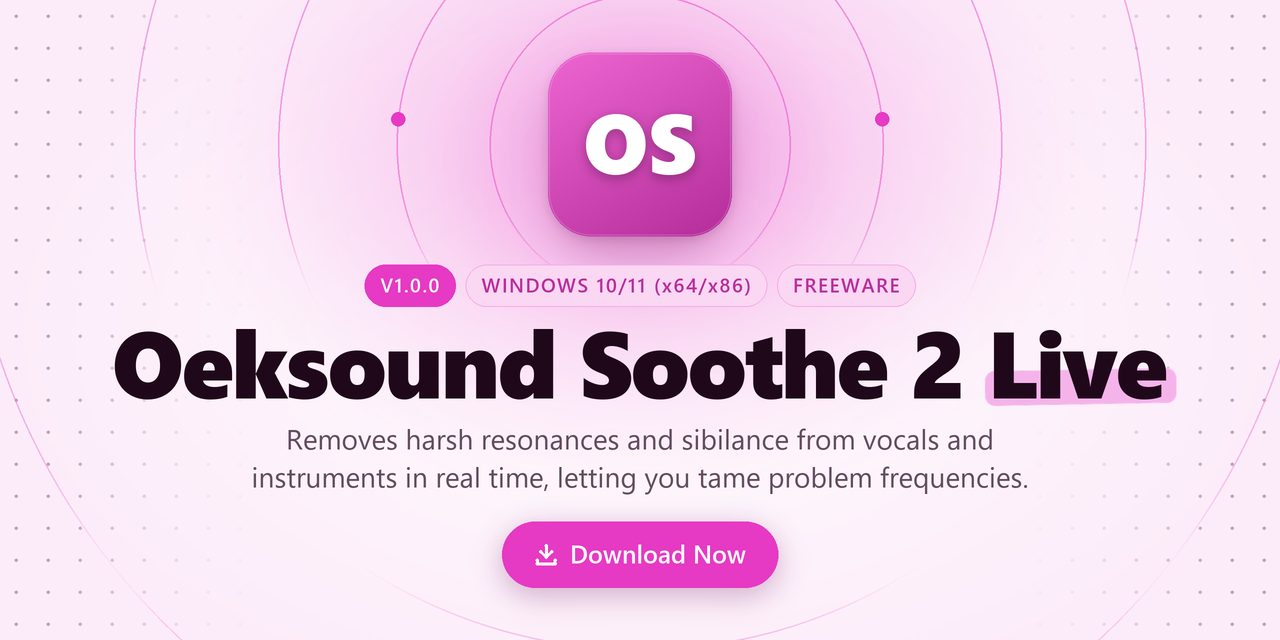 OS
V1.0.0 WINDOWS 10/11 (x64/x86) FREEWARE
Oeksound Soothe 2 Live
Removes harsh resonances and sibilance from vocals and
instruments in real time, letting you tame problem frequencies.
Download Now